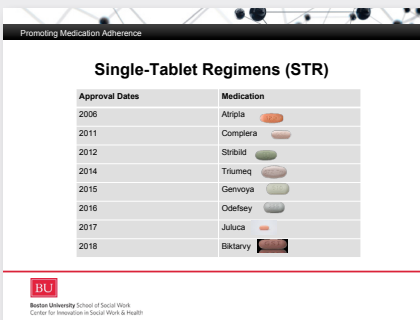 Promoting Medication Adherence
Single-Tablet Regimens (STR)
Approval Dates Medication
2006 Atripla
2011 Complera
2012 Stribild
2014 Triumeq
2015 Genvoya
2016 Odefsey
2017 Juluca
2018 Biktarvy
BU
Boston University School of Social Work
Center for Innovation in Social Work & Health